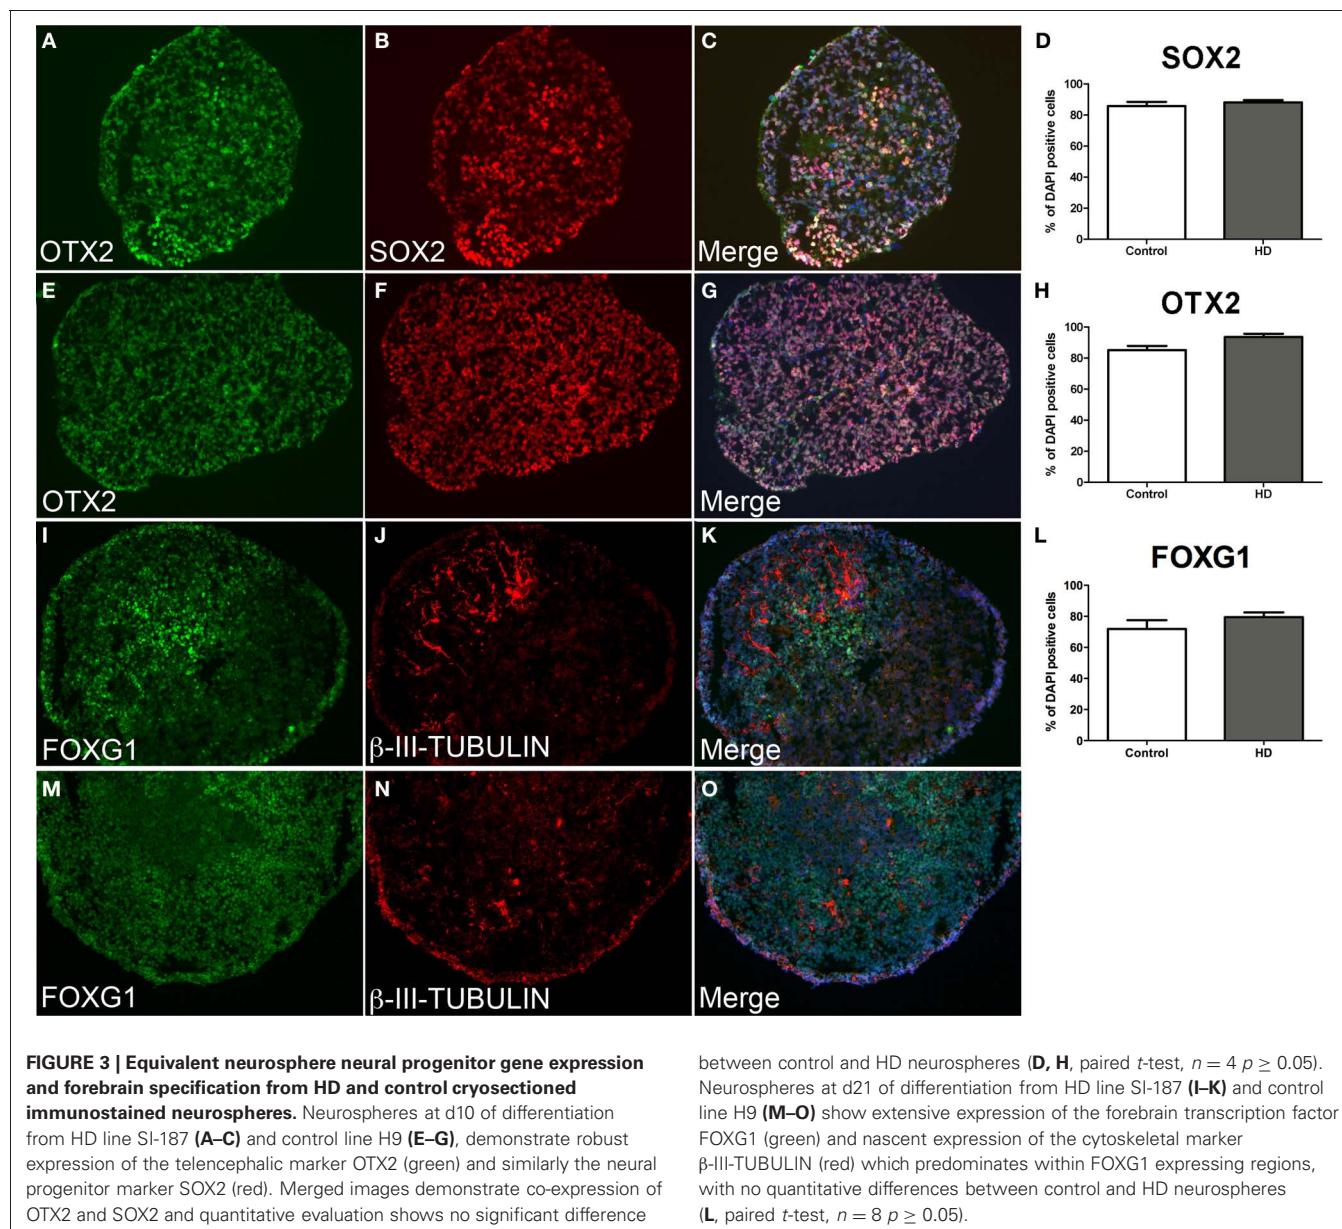 A
B
C
OTX2
SOX2
Merge
D
SOX2
% of DAPI positive cells
100
80
60
40
20
0
Control
HD
E
F
G
OTX2
Merge
H
OTX2
% of DAPI positive cells
100
80
60
40
20
0
Control
HD
I
J
K
FOXG1
β-III-TUBULIN
Merge
L
FOXG1
% of DAPI positive cells
100
80
60
40
20
0
Control
HD
M
N
O
FOXG1
β-III-TUBULIN
Merge
FIGURE 3 | Equivalent neurosphere neural progenitor gene expression
and forebrain specification from HD and control cryosectioned
immunostained neurospheres. Neurospheres at d10 of differentiation
from HD line SI-187 (A–C) and control line H9 (E–G), demonstrate robust
expression of the telencephalic marker OTX2 (green) and similarly the neural
progenitor marker SOX2 (red). Merged images demonstrate co-expression of
OTX2 and SOX2 and quantitative evaluation shows no significant difference
between control and HD neurospheres (D, H, paired t-test, n = 4 p ≥ 0.05).
Neurospheres at d21 of differentiation from HD line SI-187 (I–K) and control
line H9 (M–O) show extensive expression of the forebrain transcription factor
FOXG1 (green) and nascent expression of the cytoskeletal marker
β-III-TUBULIN (red) which predominates within FOXG1 expressing regions,
with no quantitative differences between control and HD neurospheres
(L, paired t-test, n = 8 p ≥ 0.05).